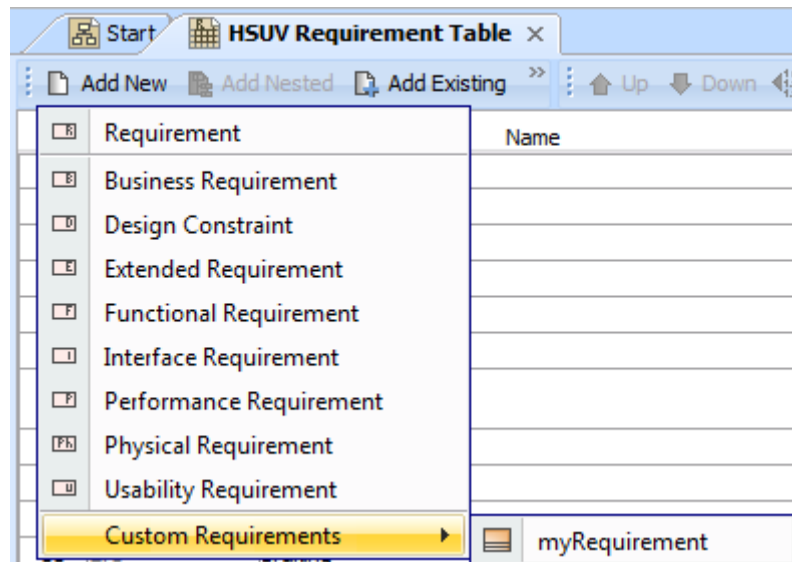 Start HSUV Requirement Table
Add New Add Nested Add Existing Up Down
Name
R Requirement
B Business Requirement
D Design Constraint
E Extended Requirement
F Functional Requirement
I Interface Requirement
P Performance Requirement
Ph Physical Requirement
U Usability Requirement
Custom Requirements
myRequirement